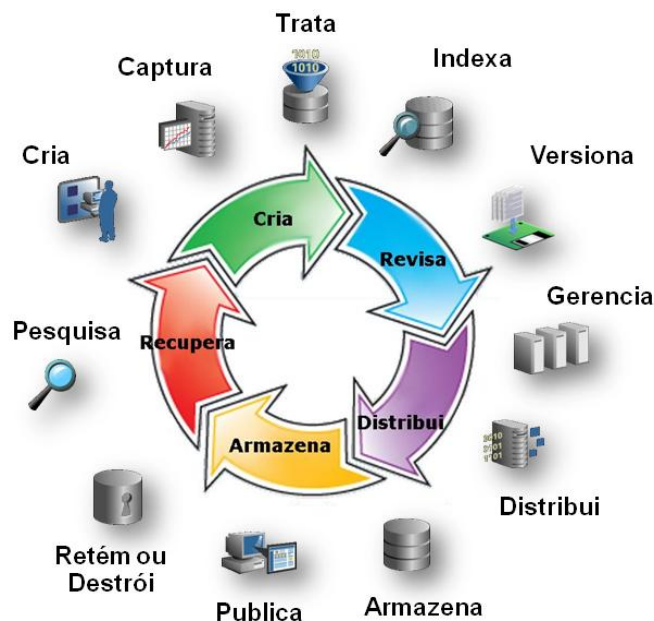 Trata
Captura
Indexa
Cria
Versiona
Cria
Revisa
Gerencia
Pesquisa
Recupera
Distribui
Armazena
Distribui
Retém ou
Destrói
Publica
Armazena